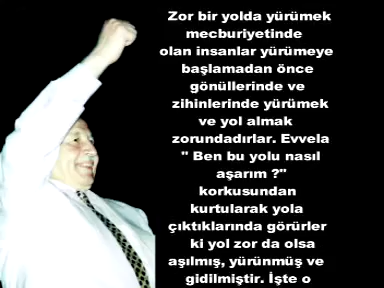 Zor bir yolda yürümek
mecburiyetinde
olan insanlar yürümeye
başlamadan önce
gönüllerinde ve
zihinlerinde yürümek
ve yol almak
zorundadırlar. Evvela
" Ben bu yolu nasıl
aşarım ?"
korkusundan
kurtularak yola
çıktıklarında görürler
ki yol zor da olsa
aşılmış, yürünmüş ve
gidilmiştir. İşte o